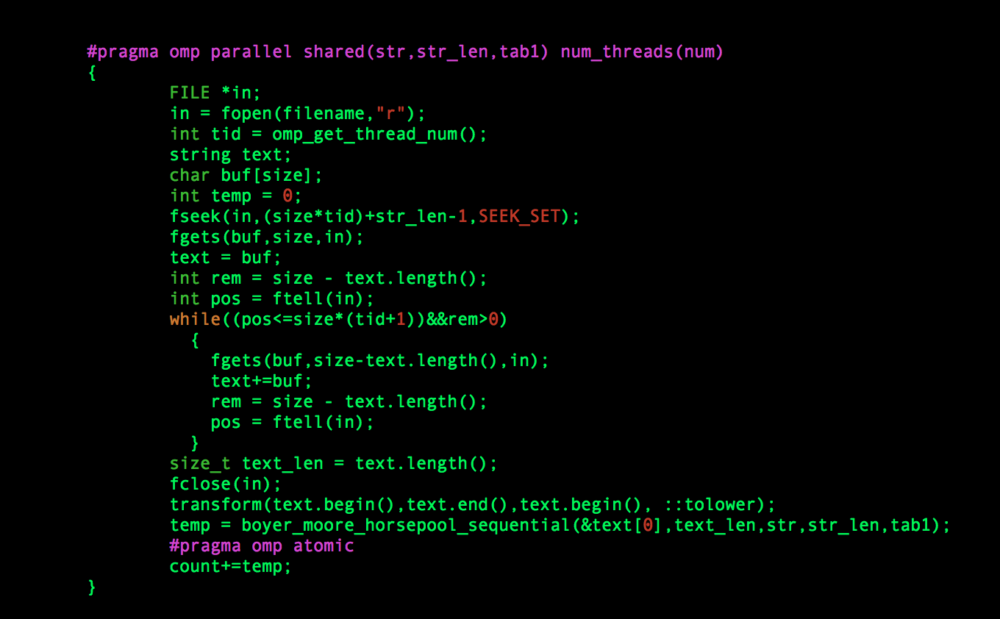 #pragma omp parallel shared(str,str_len,tab1) num_threads(num)
{
FILE *in;
in = fopen(filename,"r");
int tid = omp_get_thread_num();
string text;
char buf[size];
int temp = 0;
fseek(in,(size*tid)+str_len-1,SEEK_SET);
fgets(buf,size,in);
text = buf;
int rem = size - text.length();
int pos = ftell(in);
while((pos<=size*(tid+1))&&rem>0)
{
fgets(buf,size-text.length(),in);
text+=buf;
rem = size - text.length();
pos = ftell(in);
}
size_t text_len = text.length();
fclose(in);
transform(text.begin(),text.end(),text.begin(), ::tolower);
temp = boyer_moore_horsepool_sequential(&text[0],text_len,str,str_len,tab1);
#pragma omp atomic
count+=temp;
}